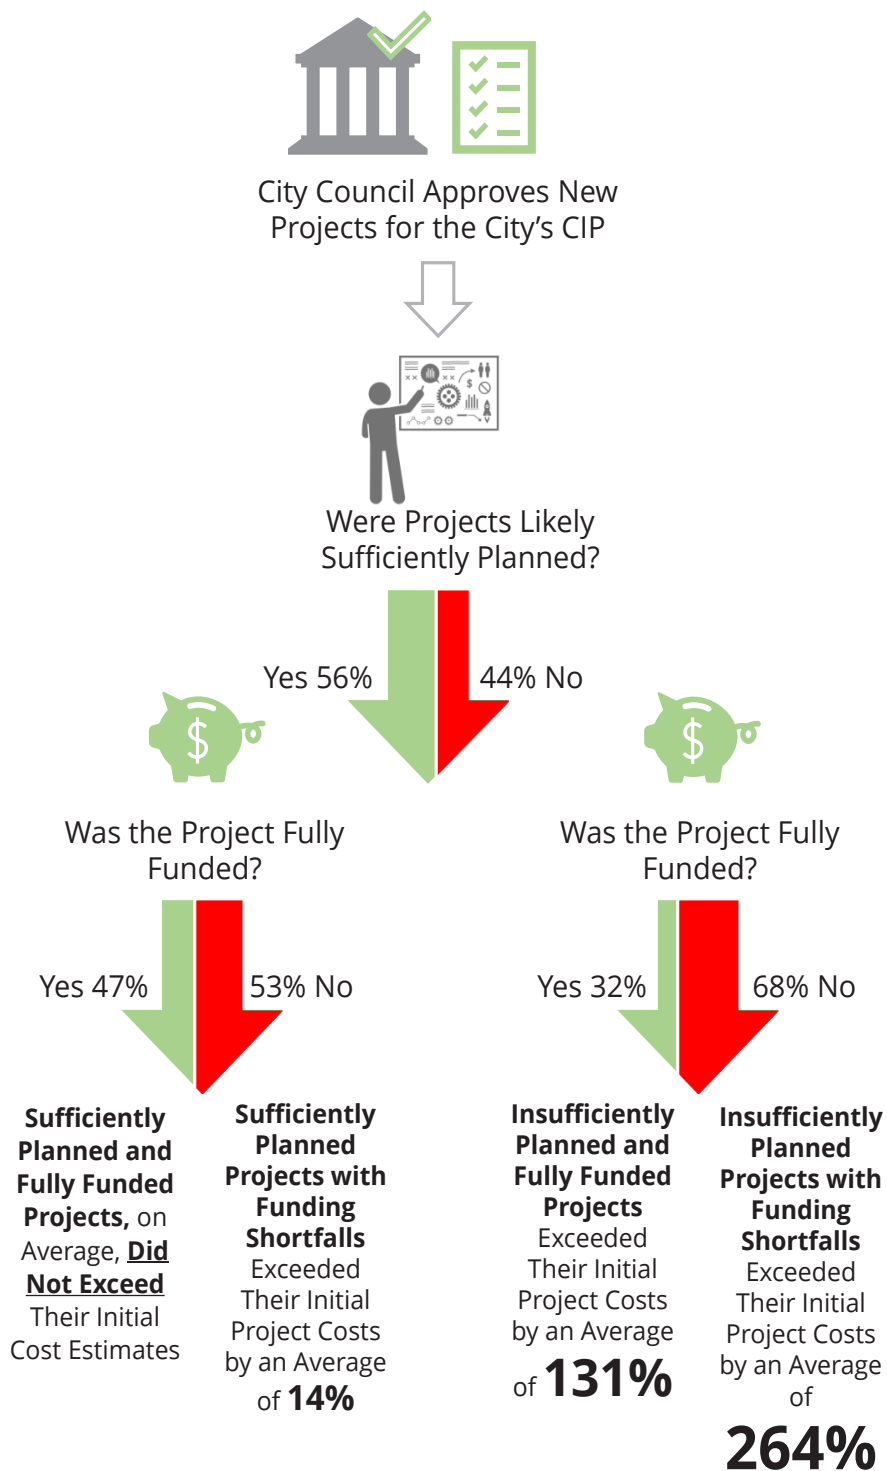 City Council Approves New
Projects for the City’s CIP
Were Projects Likely
Sufficiently Planned?
Yes 56%
44% No
Was the Project Fully
Funded?
Yes 47%
53% No
Was the Project Fully
Funded?
Yes 32%
68% No
Sufficiently
Planned and
Fully Funded
Projects, on
Average, Did
Not Exceed
Their Initial
Cost Estimates
Sufficiently
Planned
Projects with
Funding
Shortfalls
Exceeded
Their Initial
Project Costs
by an Average
of 14%
Insufficiently
Planned and
Fully Funded
Projects
Exceeded
Their Initial
Project Costs
by an Average
of 131%
Insufficiently
Planned
Projects with
Funding
Shortfalls
Exceeded
Their Initial
Project Costs
by an Average
of
264%